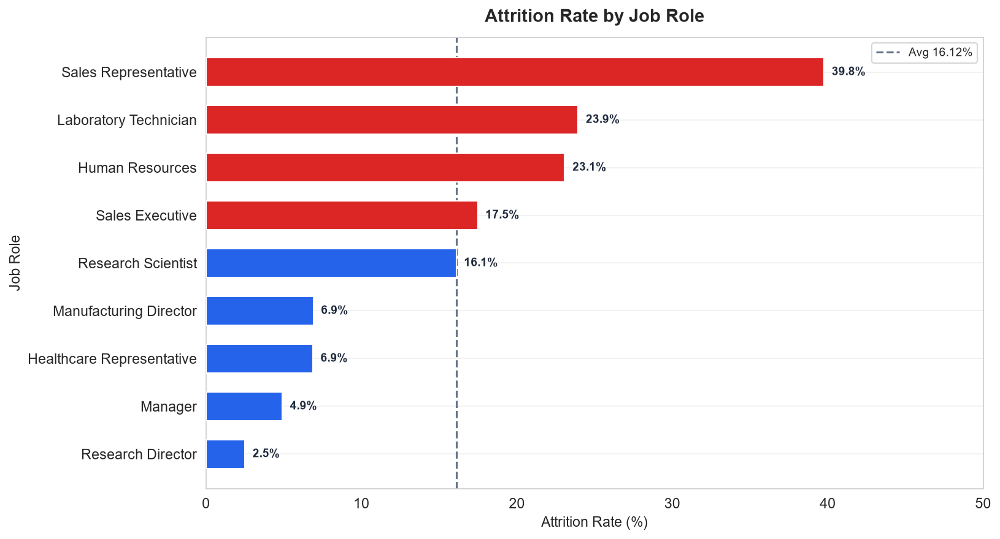 Attrition Rate by Job Role
Avg 16.12%
Sales Representative 39.8%
Laboratory Technician 23.9%
Human Resources 23.1%
Sales Executive 17.5%
Research Scientist 16.1%
Manufacturing Director 6.9%
Healthcare Representative 6.9%
Manager 4.9%
Research Director 2.5%
Job Role
0 10 20 30 40 50
Attrition Rate (%)